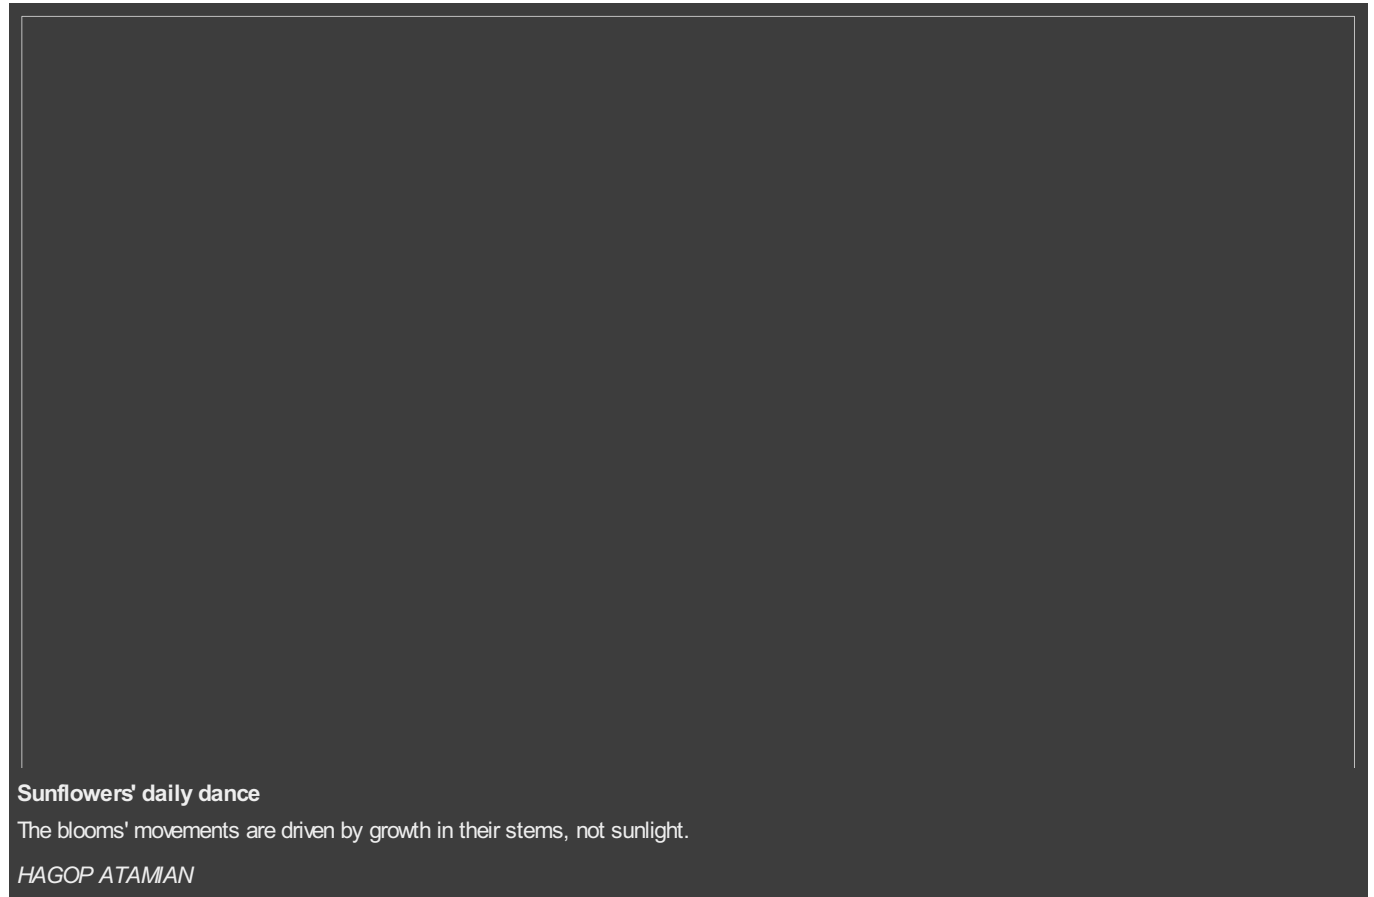 Sunflowers' daily dance
The blooms' movements are driven by growth in their stems, not sunlight.
HAGOP ATAMIAN